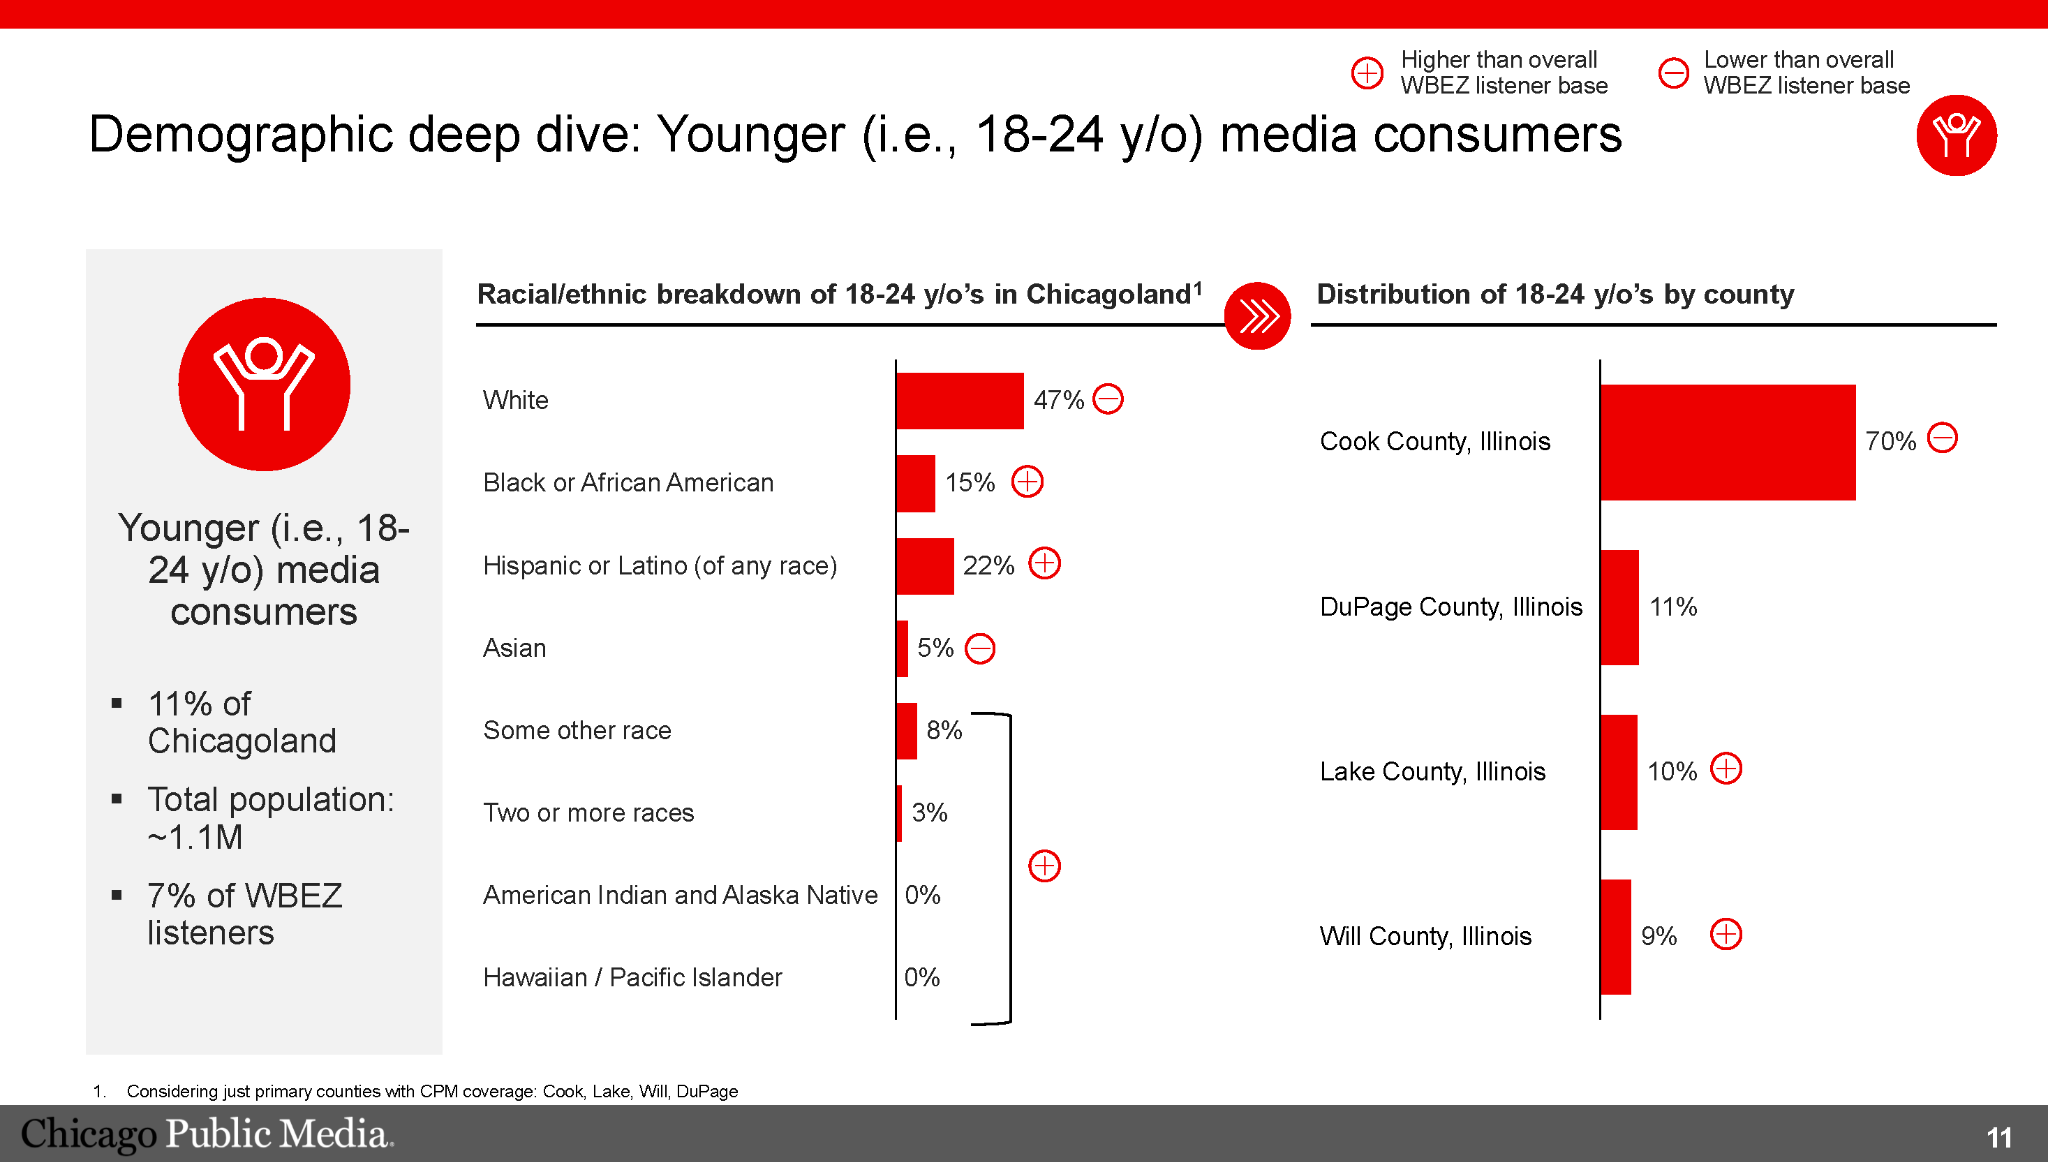 Higher than overall
WBEZ listener base
Lower than overall
WBEZ listener base
Demographic deep dive: Younger (i.e., 18-24 y/o) media consumers
Younger (i.e., 18-
24 y/o) media
consumers
▪ 11% of
Chicagoland
▪ Total population:
~1.1M
▪ 7% of WBEZ
listeners
Racial/ethnic breakdown of 18-24 y/o’s in Chicagoland¹
White 47%
Black or African American 15%
Hispanic or Latino (of any race) 22%
Asian 5%
Some other race 8%
Two or more races 3%
American Indian and Alaska Native 0%
Hawaiian / Pacific Islander 0%
Distribution of 18-24 y/o’s by county
Cook County, Illinois 70%
DuPage County, Illinois 11%
Lake County, Illinois 10%
Will County, Illinois 9%
1. Considering just primary counties with CPM coverage: Cook, Lake, Will, DuPage
Chicago Public Media
11